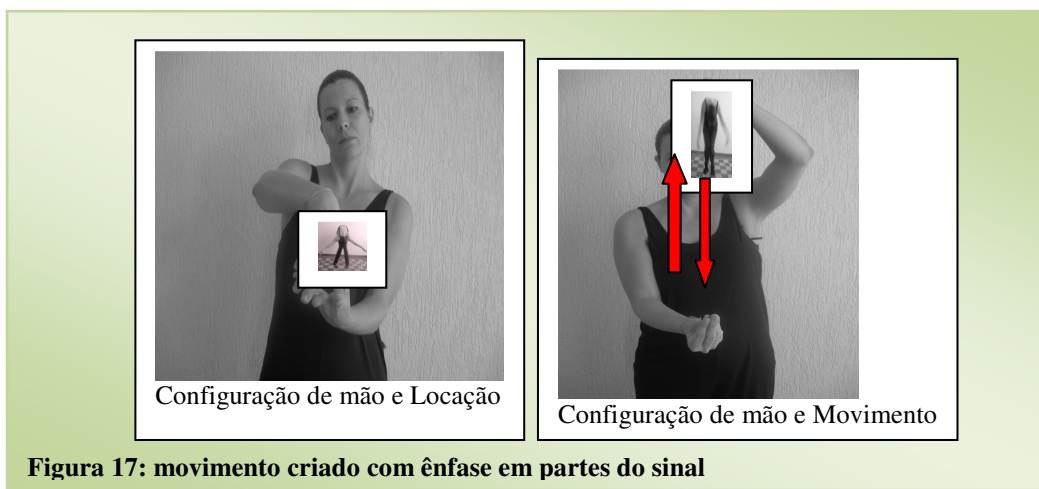 Configuração de mão e Locação
Configuração de mão e Movimento
Figura 17: movimento criado com ênfase em partes do sinal